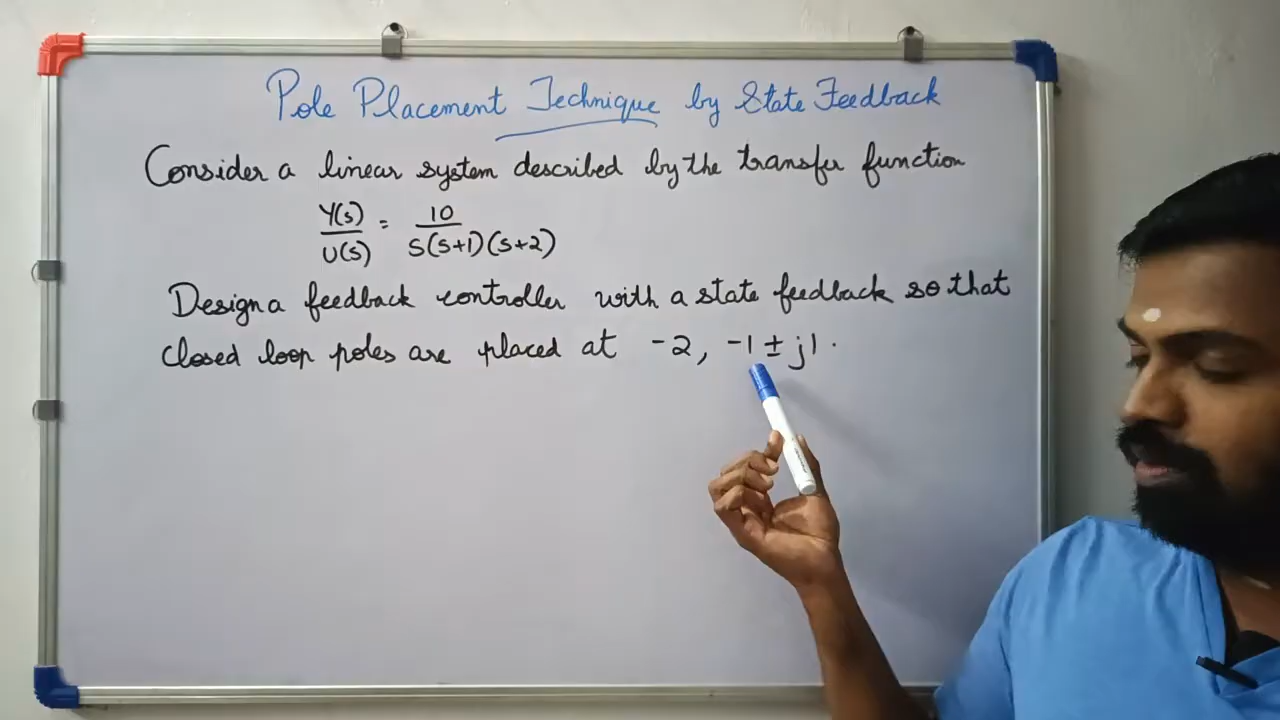 Pole Placement Technique by State Feedback
Consider a linear system described by the transfer function
Y(s)/U(s) = 10/S(S+1)(S+2)
Design a feedback controller with a state feedback so that
closed loop poles are placed at -2, -1 ± j1.